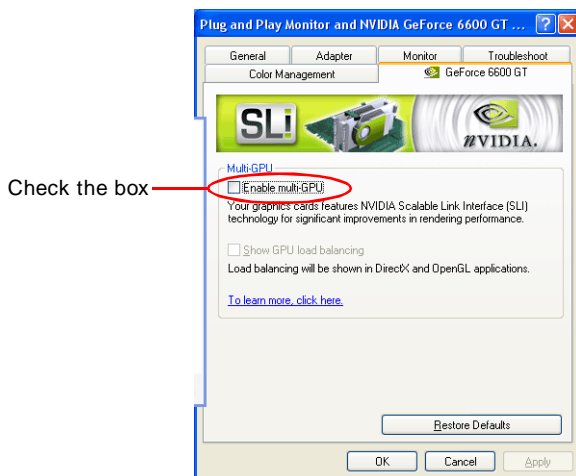 Plug and Play Monitor and NVIDIA GeForce 6600 GT ...
General Adapter Monitor Troubleshoot
Color Management GeForce 6600 GT
SLi nVIDIA.
Multi-GPU
Check the box
Enable multi-GPU
Your graphics cards features NVIDIA Scalable Link Interface (SLI)
technology for significant improvements in rendering performance.
Show GPU load balancing
Load balancing will be shown in DirectX and OpenGL applications.
To learn more, click here.
Restore Defaults
OK Cancel Apply